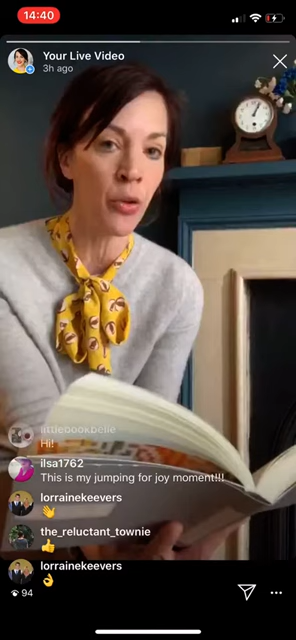 14:40
Your Live Video
3h ago
littlebookbelle
Hi!
ilsa1762
This is my jumping for joy moment!!!
lorrainekeevers
👋
the_reluctant_townie
👍
lorrainekeevers
👌
94